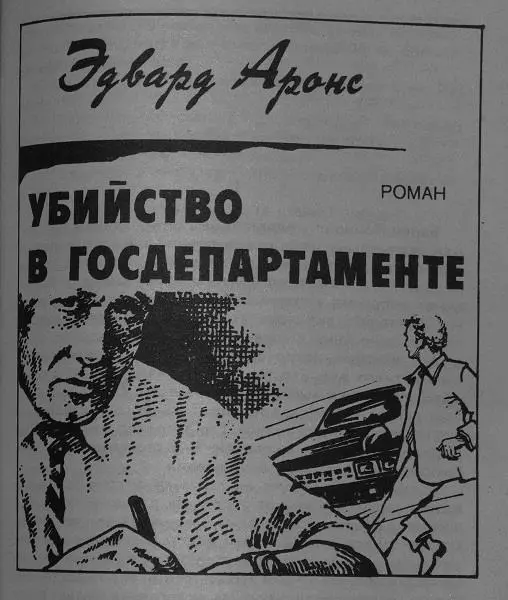 Эдвард Аронс
РОМАН
УБИЙСТВО
В ГОСДЕПАРТАМЕНТЕ